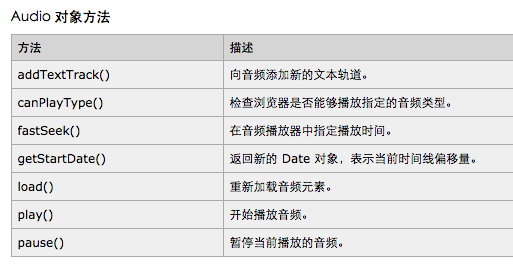 Audio 对象方法
方法 描述
addTextTrack() 向音频添加新的文本轨道。
canPlayType() 检查浏览器是否能够播放指定的音频类型。
fastSeek() 在音频播放器中指定播放时间。
getStartDate() 返回新的 Date 对象，表示当前时间线偏移量。
load() 重新加载音频元素。
play() 开始播放音频。
pause() 暂停当前播放的音频。